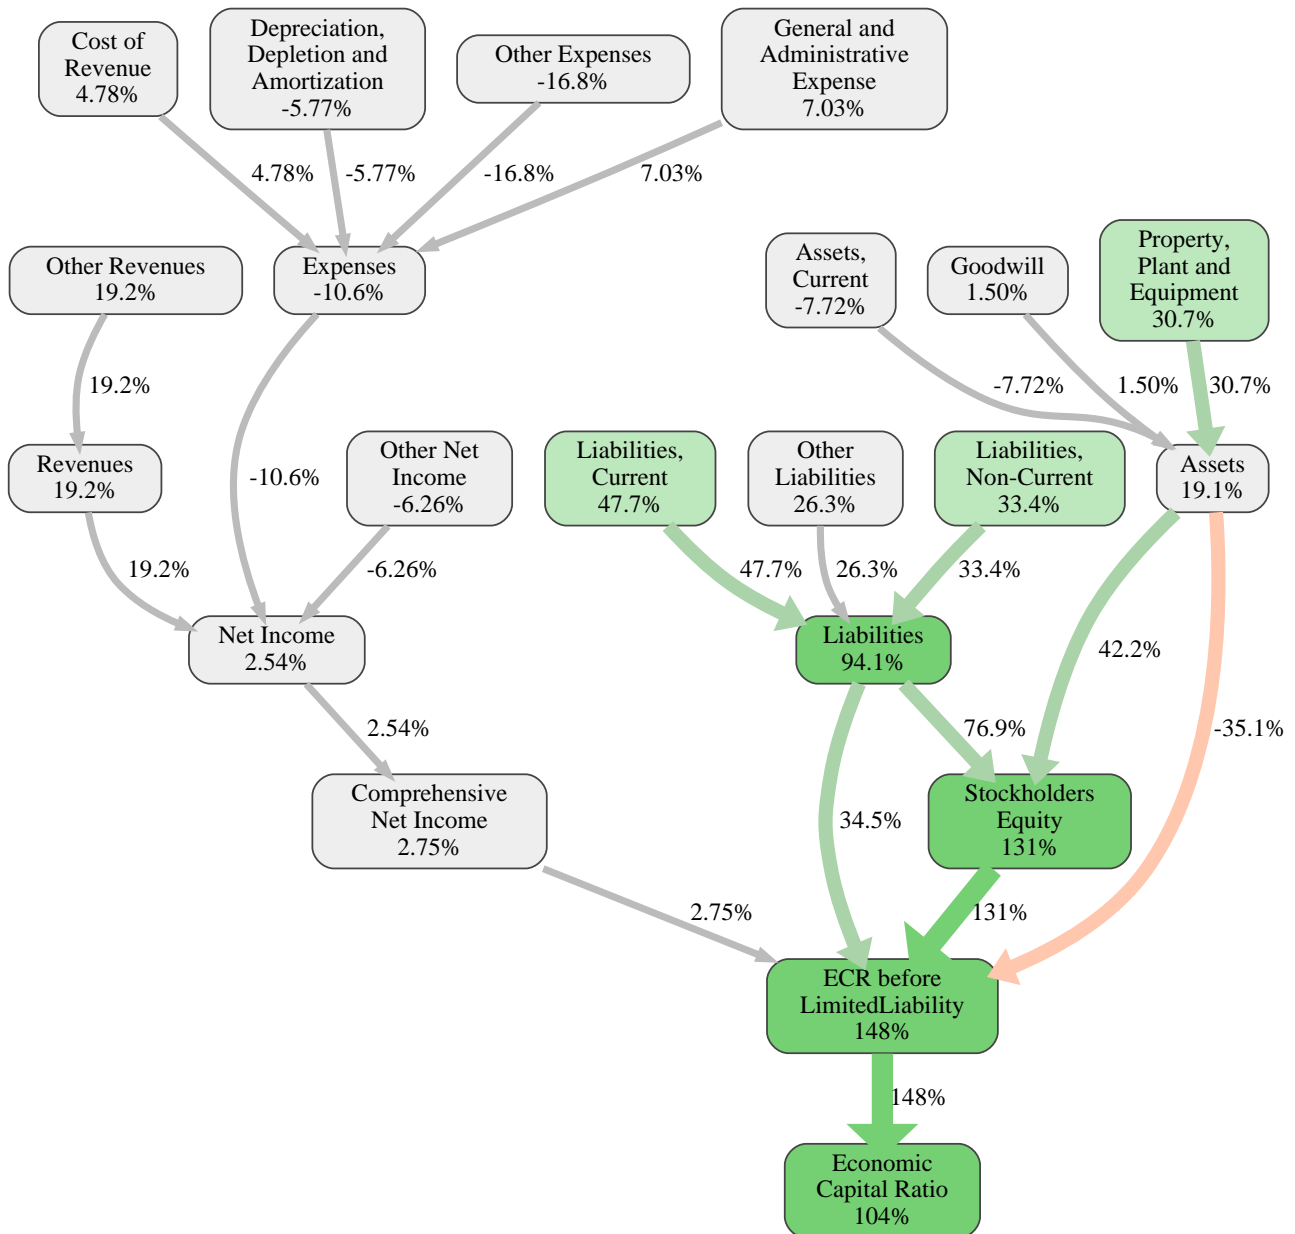 Cost of
Revenue
4.78%
Depreciation,
Depletion and
Amortization
-5.77%
Other Expenses
-16.8%
General and
Administrative
Expense
7.03%
4.78%
-5.77%
-16.8%
7.03%
Other Revenues
19.2%
Expenses
-10.6%
Assets,
Current
-7.72%
Goodwill
1.50%
Property,
Plant and
Equipment
30.7%
19.2%
-7.72%
1.50%
30.7%
Revenues
19.2%
-10.6%
Other Net
Income
-6.26%
Liabilities,
Current
47.7%
Other
Liabilities
26.3%
Liabilities,
Non-Current
33.4%
Assets
19.1%
19.2%
-6.26%
47.7%
26.3%
33.4%
Net Income
2.54%
Liabilities
94.1%
42.2%
2.54%
76.9%
-35.1%
Comprehensive
Net Income
2.75%
34.5%
Stockholders
Equity
131%
2.75%
131%
ECR before
LimitedLiability
148%
148%
Economic
Capital Ratio
104%